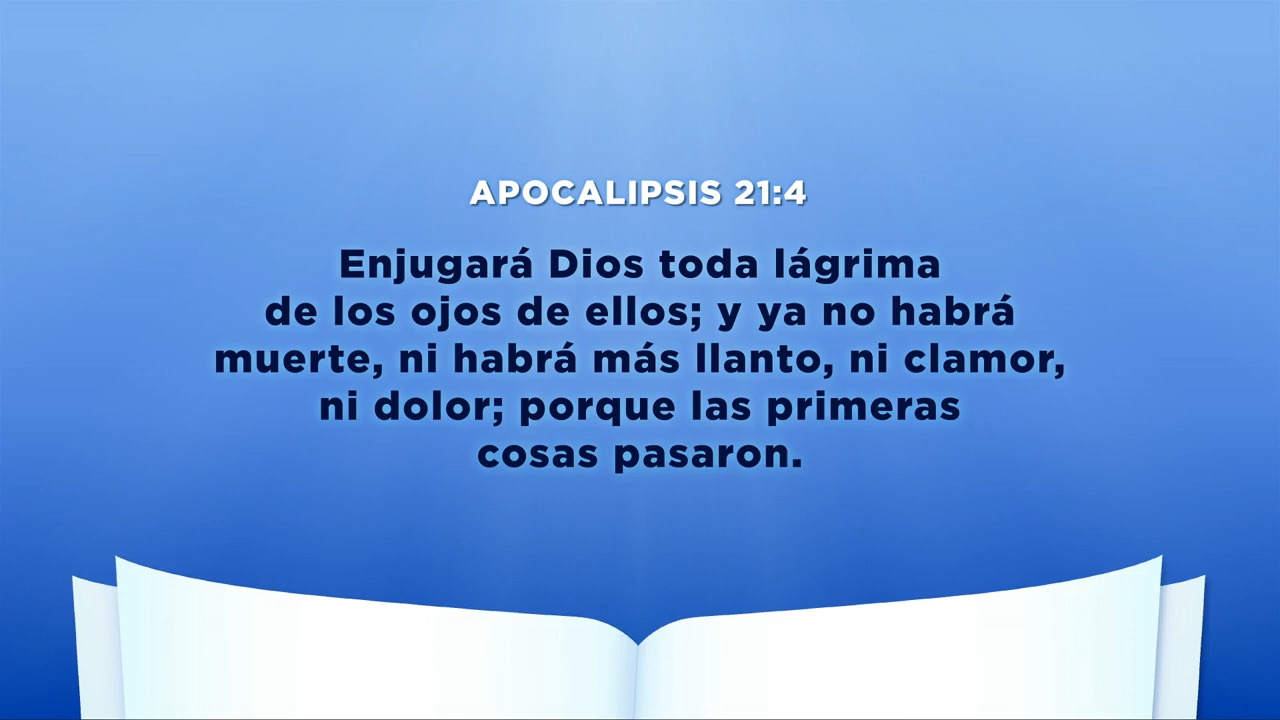 APOCALIPSIS 21:4
Enjugará Dios toda lágrima
de los ojos de ellos; y ya no habrá
muerte, ni habrá más llanto, ni clamor,
ni dolor; porque las primeras
cosas pasaron.